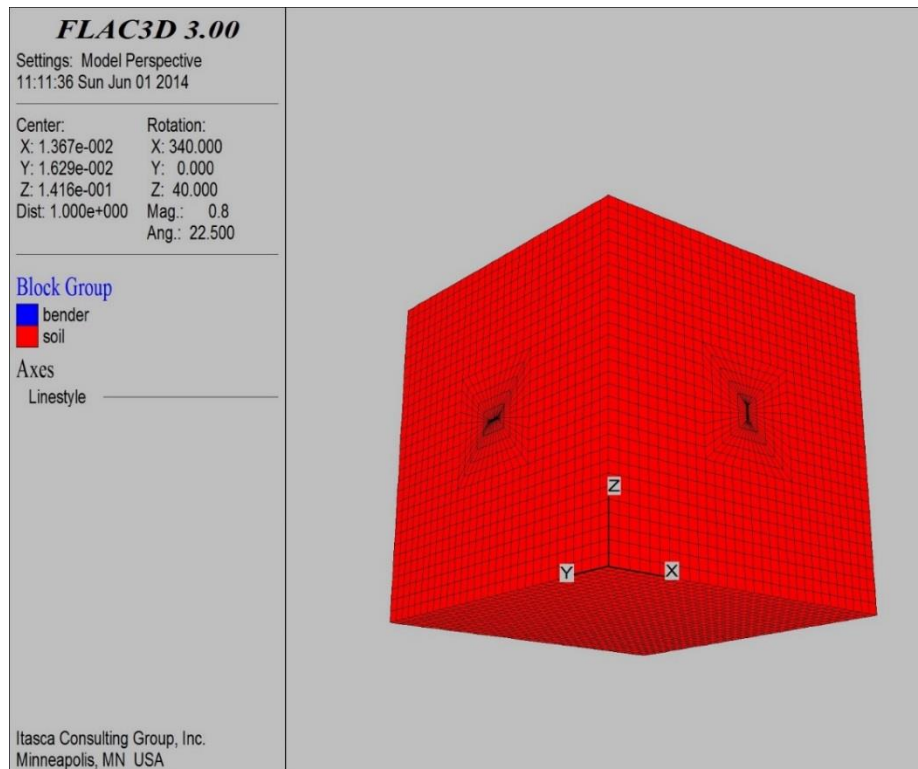 FLAC3D 3.00
Settings: Model Perspective
11:11:36 Sun Jun 01 2014
Center: Rotation:
X: 1.367e-002 X: 340.000
Y: 1.629e-002 Y: 0.000
Z: 1.416e-001 Z: 40.000
Dist: 1.000e+000 Mag.: 0.8
Ang.: 22.500
Block Group
bender
soil
Axes
Linestyle
Z
Y X
Itasca Consulting Group, Inc.
Minneapolis, MN USA